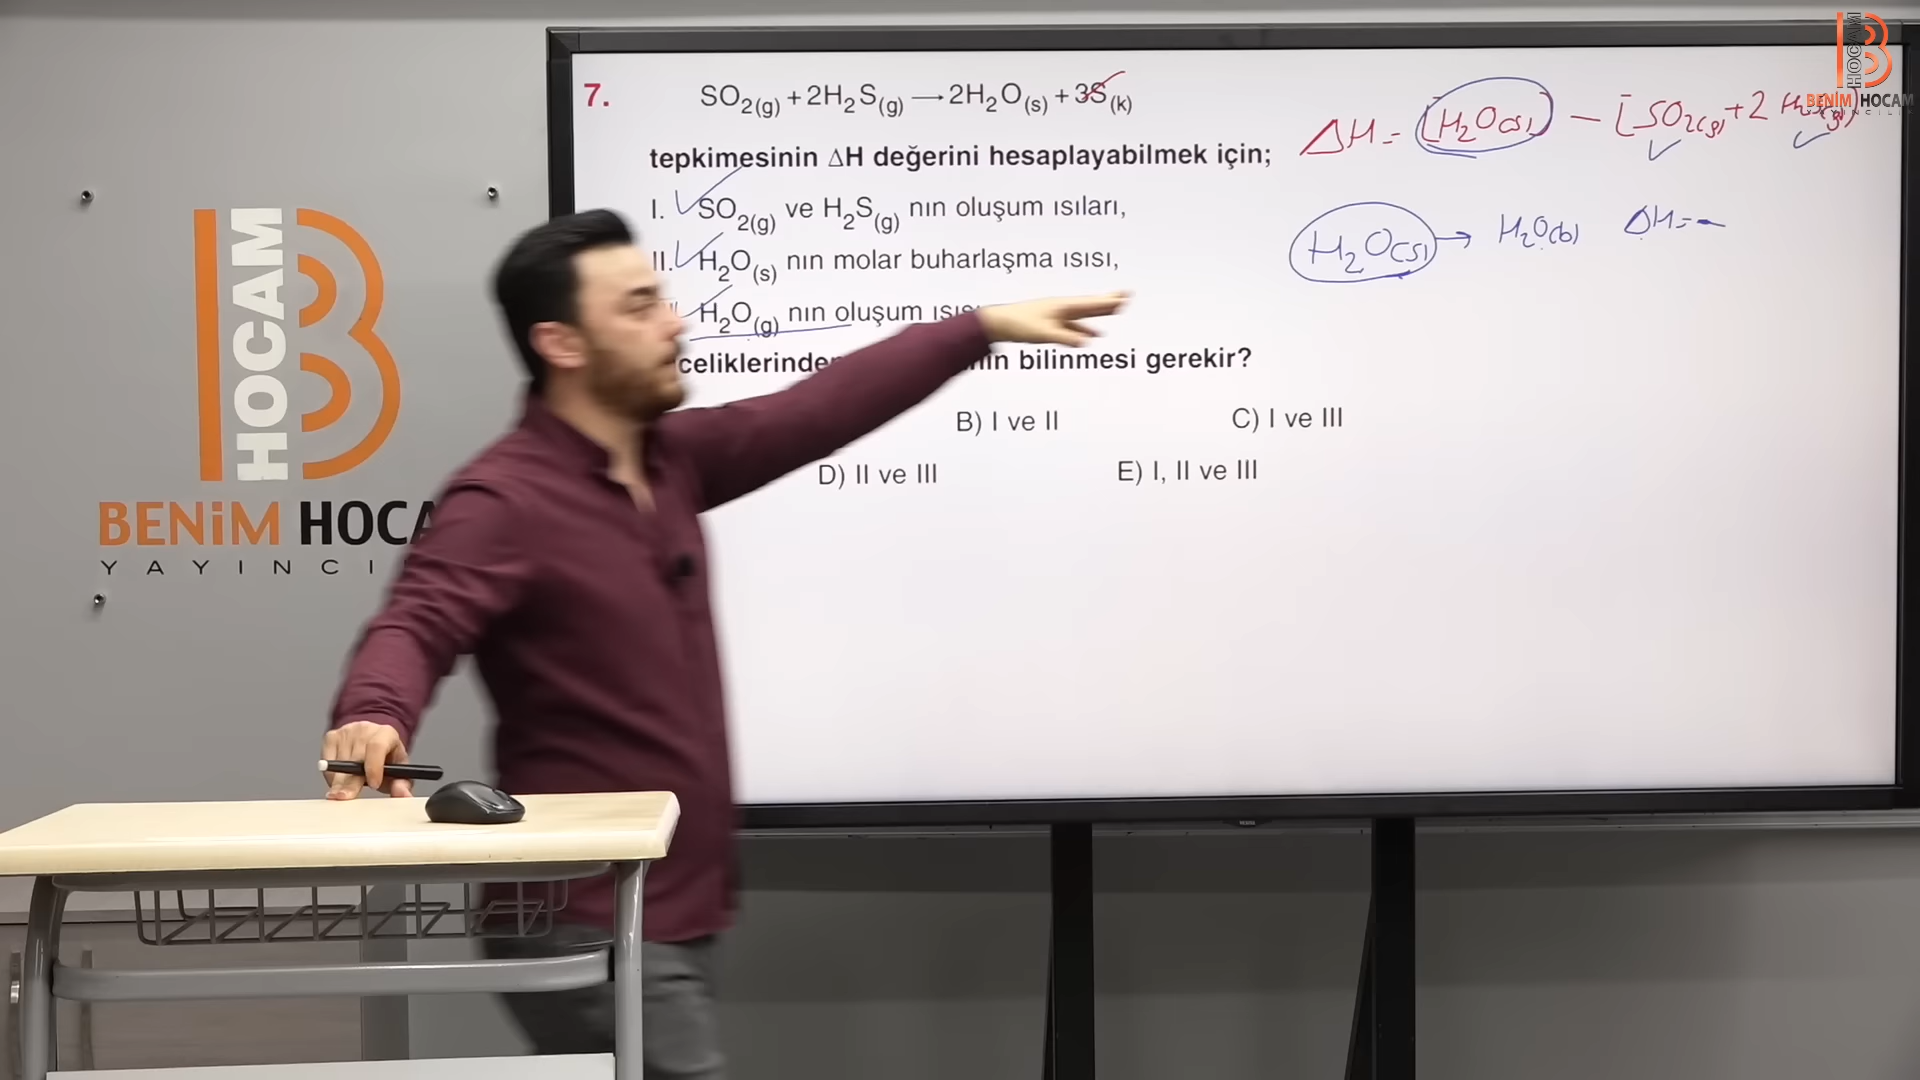 7. SO2(g) + 2H2S(g) → 2H2O(s) + 3S(k)
tepkimesinin ΔH değerini hesaplayabilmek için;
I. SO2(g) ve H2S(g) nın oluşum ısıları,
II. H2O(s) nın molar buharlaşma ısısı,
H2O(g) nın oluşum
bilinmesi gerekir?
B) I ve II
C) I ve III
D) II ve III
E) I, II ve III
ΔH = [H2O(s)] − [SO2(g) + 2
H2O(s) → H2O(b) ΔH = −
B HOCAM
BENİM
YAYINCI
B HOCAM
BENİM HOCAM